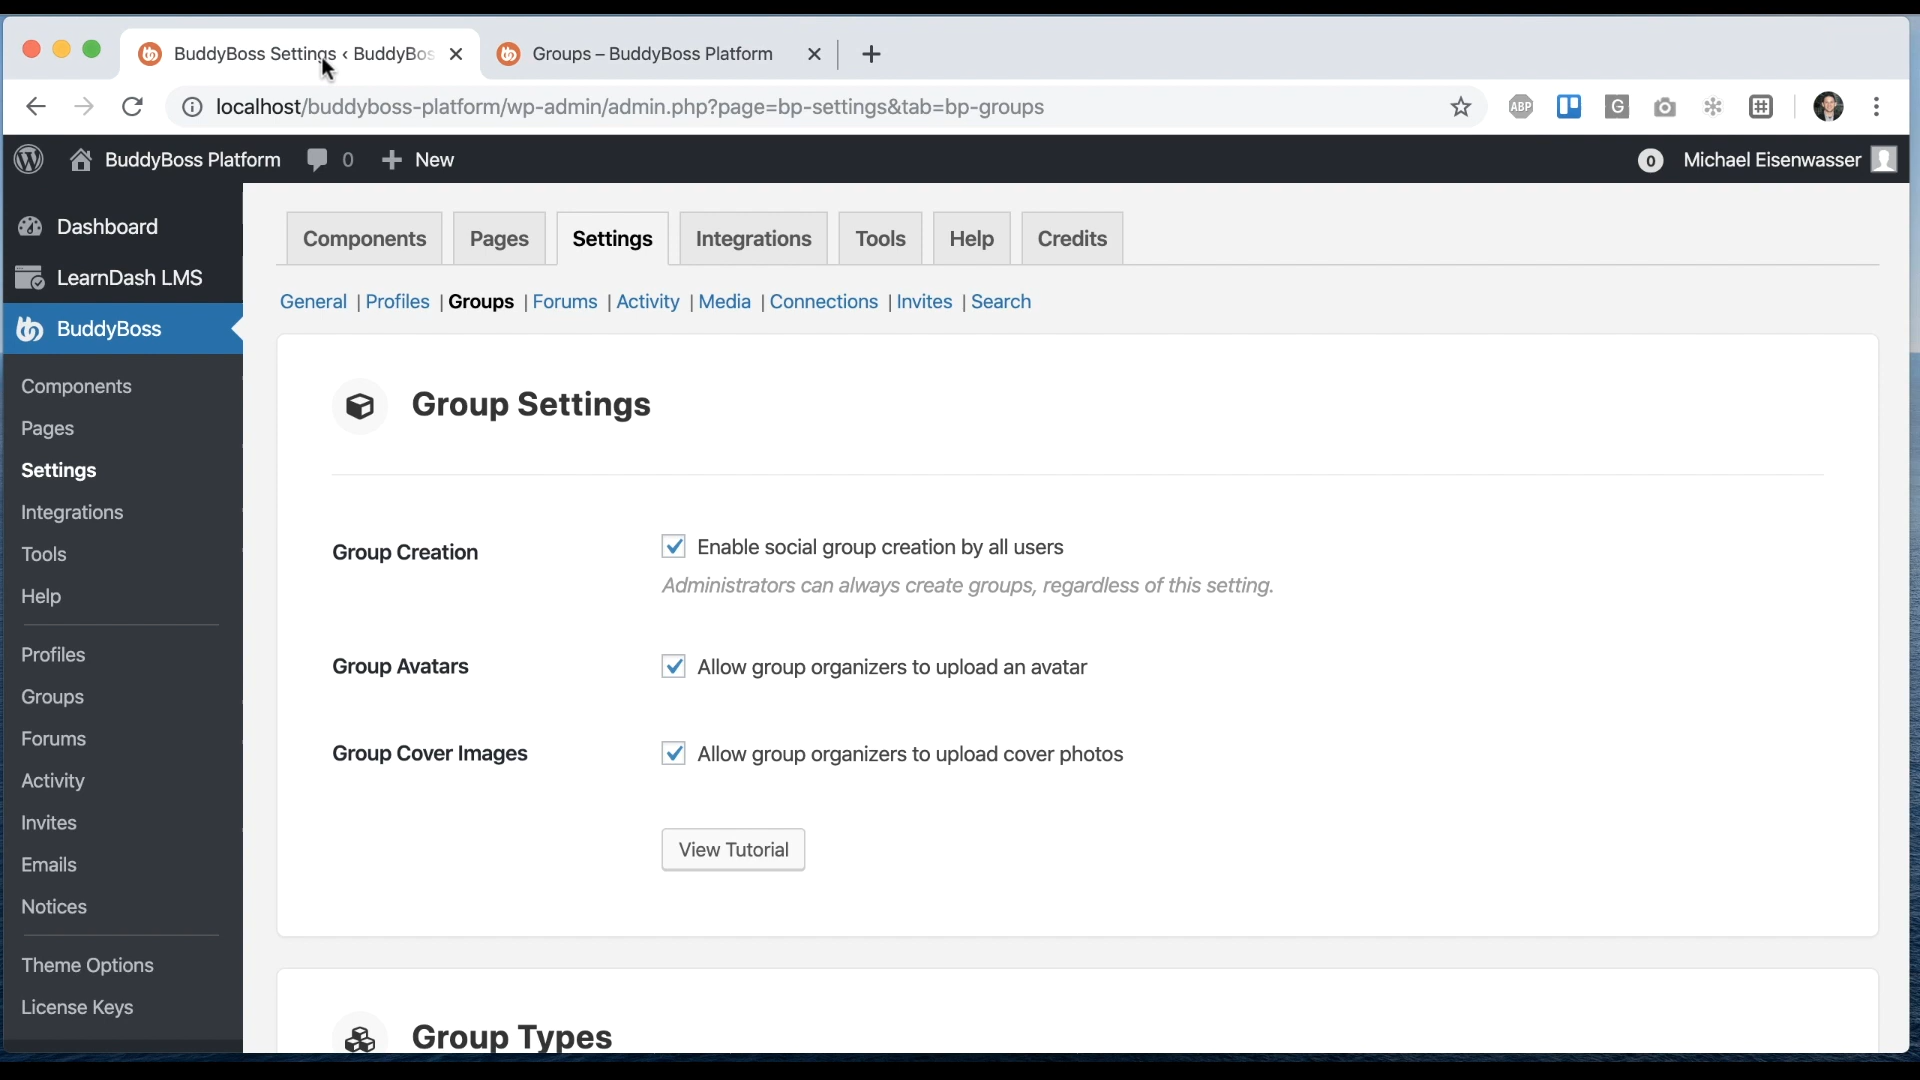 BuddyBoss Settings ‹ BuddyBos
Groups – BuddyBoss Platform
localhost/buddyboss-platform/wp-admin/admin.php?page=bp-settings&tab=bp-groups
ABP
G
BuddyBoss Platform
0
New
0
Michael Eisenwasser
Dashboard
LearnDash LMS
BuddyBoss
Components
Pages
Settings
Integrations
Tools
Help
Profiles
Groups
Forums
Activity
Invites
Emails
Notices
Theme Options
License Keys
Components
Pages
Settings
Integrations
Tools
Help
Credits
General | Profiles | Groups | Forums | Activity | Media | Connections | Invites | Search
Group Settings
Group Creation
Enable social group creation by all users
Administrators can always create groups, regardless of this setting.
Group Avatars
Allow group organizers to upload an avatar
Group Cover Images
Allow group organizers to upload cover photos
View Tutorial
Group Types